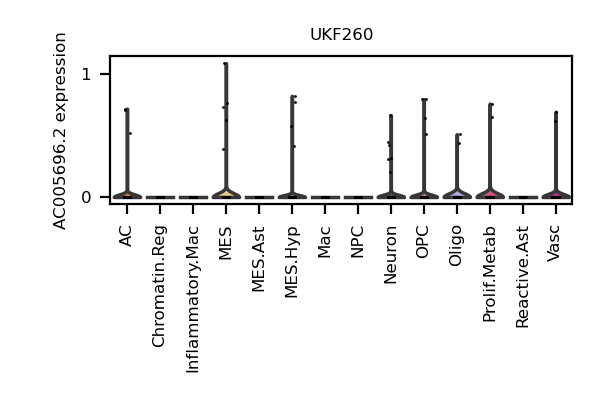 UKF260
AC005696.2 expression
1
0
AC
Chromatin.Reg
Inflammatory.Mac
MES
MES.Ast
MES.Hyp
Mac
NPC
Neuron
OPC
Oligo
Prolif.Metab
Reactive.Ast
Vasc